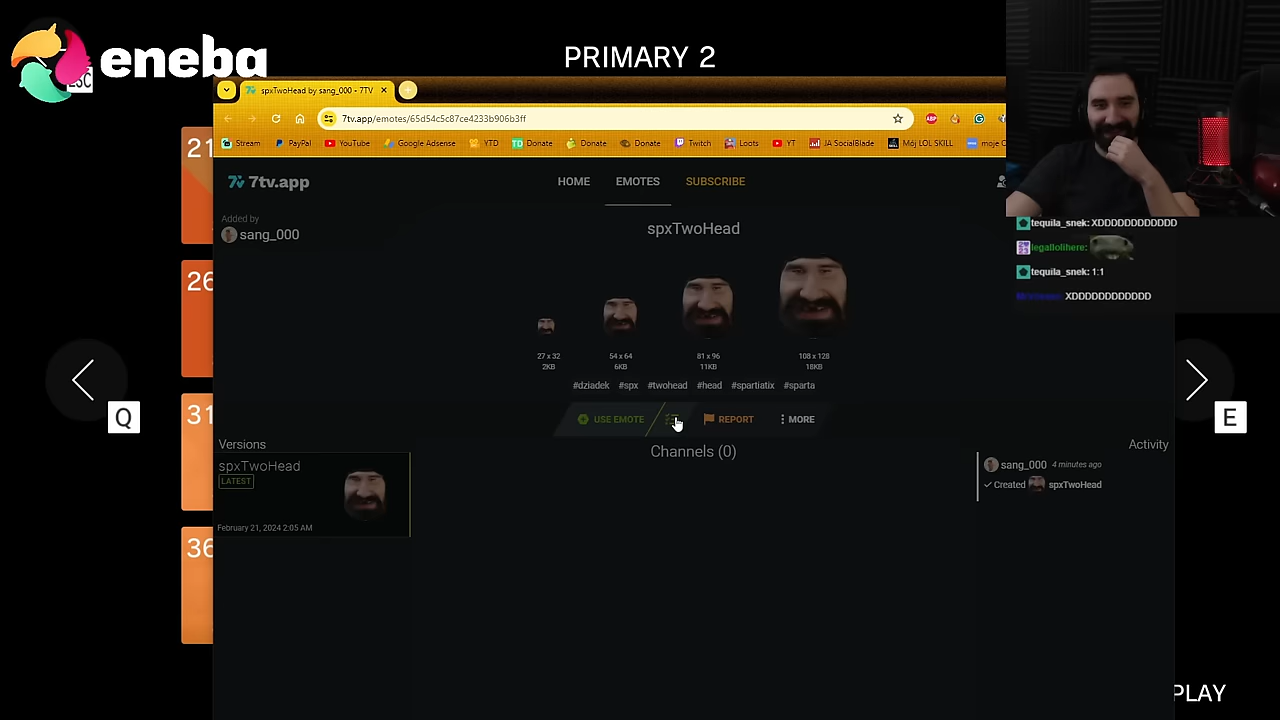 eneba
PRIMARY 2
spxTwoHead by sang_000 - 7TV
7tv.app/emotes/65d54c5c87ce4233b906b3ff
Stream PayPal YouTube Google Adsense YTD Donate Donate Donate Twitch Loots YT JA SocialBlade Mój LOL SKILL moje
7tv.app
HOME EMOTES SUBSCRIBE
Added by
sang_000
spxTwoHead
27 x 32 54 x 64 81 x 96 108 x 128
2KB 6KB 11KB 16KB
#dziadek #spx #twohead #head #spartiatix #sparta
USE EMOTE REPORT MORE
Versions
spxTwoHead
LATEST
February 21, 2024 2:05 AM
Channels (0)
Activity
sang_000 4 minutes ago
Created spxTwoHead
tequila_snek: XDDDDDDDDDDDD
legallolihere:
tequila_snek: 1:1
XDDDDDDDDDDDD
21
26
31
36
Q
E
PLAY